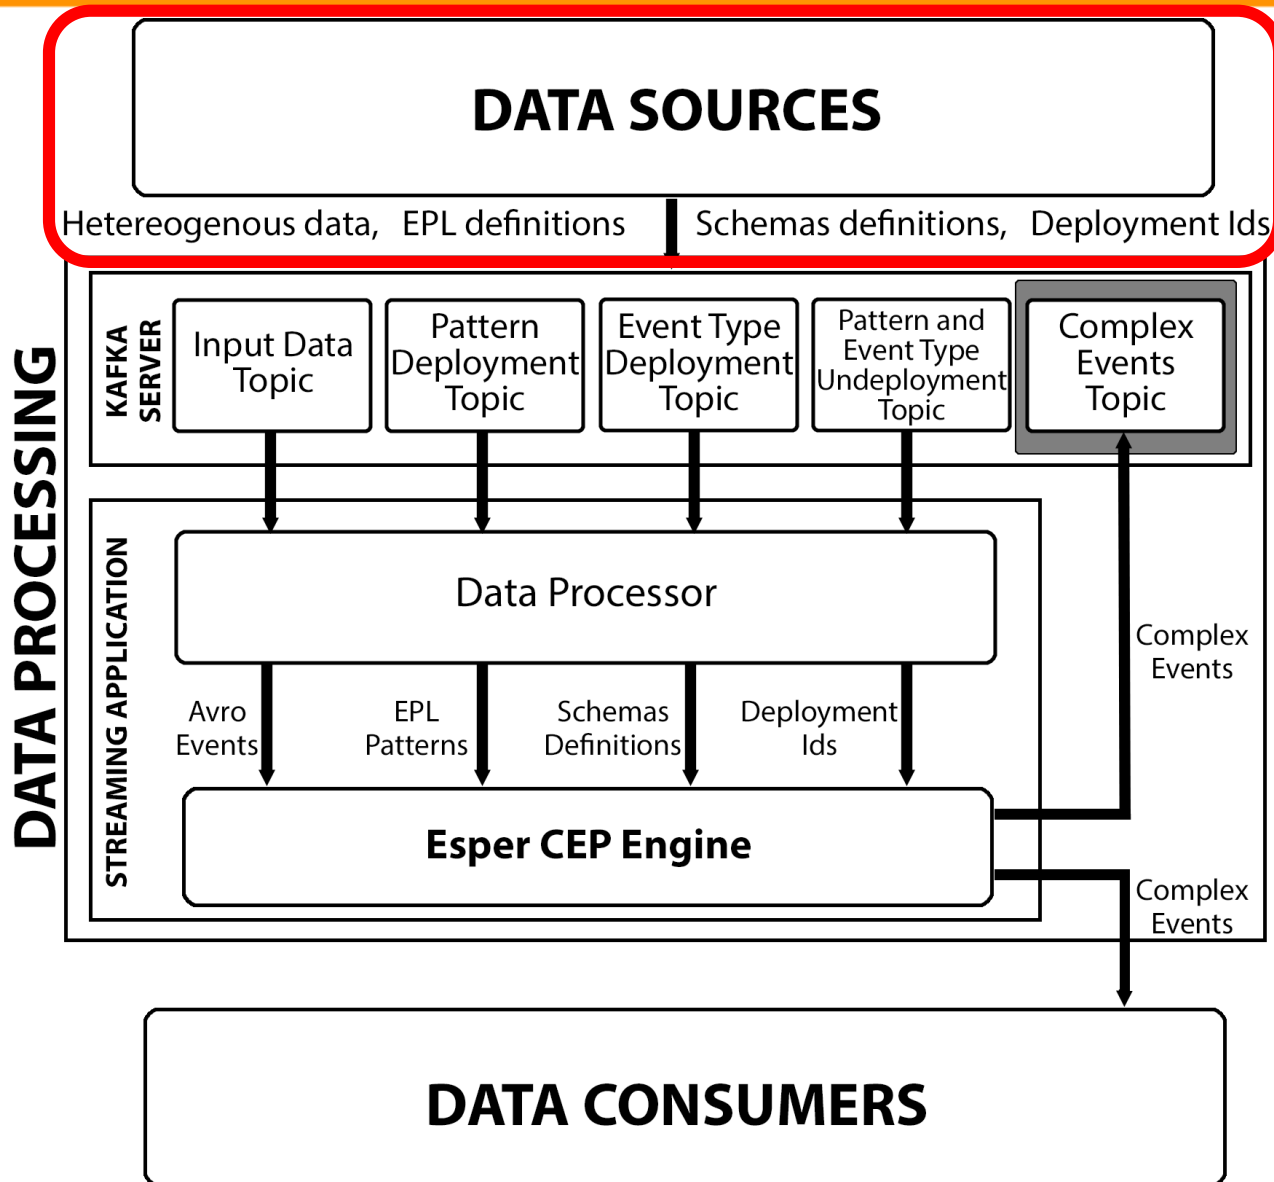 DATA SOURCES
Hetereogenous data, EPL definitions Schemas definitions, Deployment Ids
DATA PROCESSING
KAFKA
SERVER
Input Data
Topic
Pattern
Deployment
Topic
Event Type
Deployment
Topic
Pattern and
Event Type
Undeployment
Topic
Complex
Events
Topic
STREAMING APPLICATION
Data Processor
Avro
Events
EPL
Patterns
Schemas
Definitions
Deployment
Ids
Complex
Events
Esper CEP Engine
Complex
Events
DATA CONSUMERS